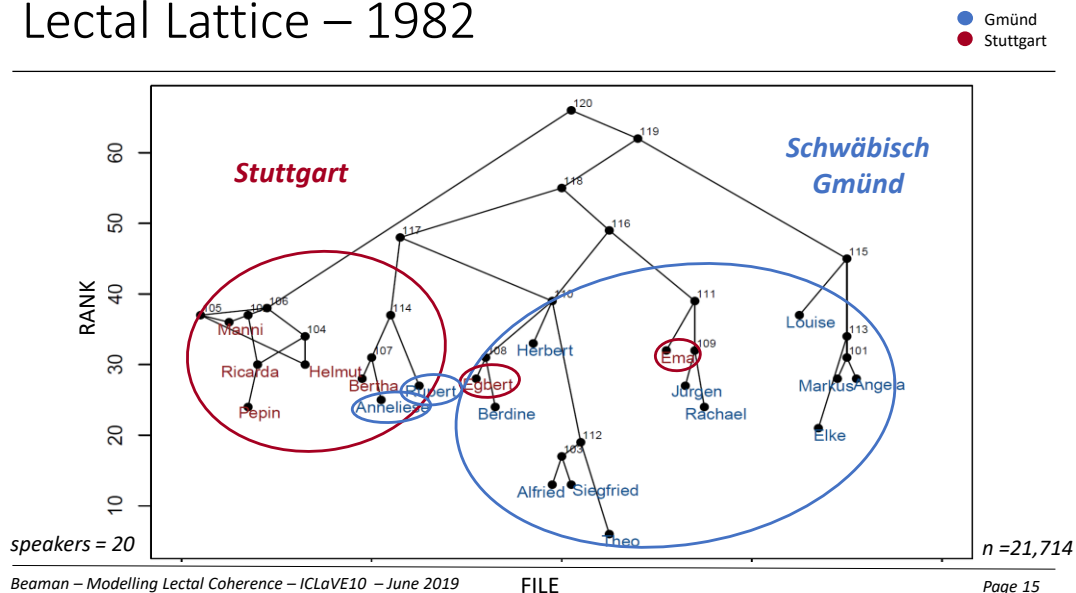 Lectal Lattice – 1982
Gmünd
Stuttgart
120
119
Stuttgart
Schwäbisch
Gmünd
118
116
117
115
60
50
40
30
20
10
RANK
105
106
110
111
114
104
113
Manni
Louise
Herbert
107
108
109
101
Ema
Ricarda
Helmut
Bertha
Rupert
Egbert
Jürgen
Markus
Angela
Pepin
Anneliese
Berdine
Rachael
Elke
112
103
Alfried
Siegfried
Theo
speakers = 20
n =21,714
Beaman – Modelling Lectal Coherence – ICLaVE10 – June 2019
FILE
Page 15